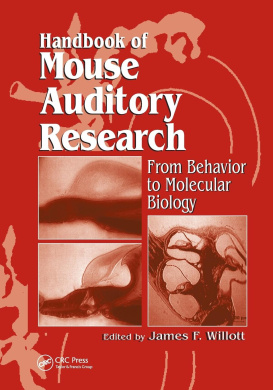 Handbook of
Mouse
Auditory
Research
From Behavior
to Molecular
Biology
Edited by James F. Willott
CRC Press
Taylor & Francis Group